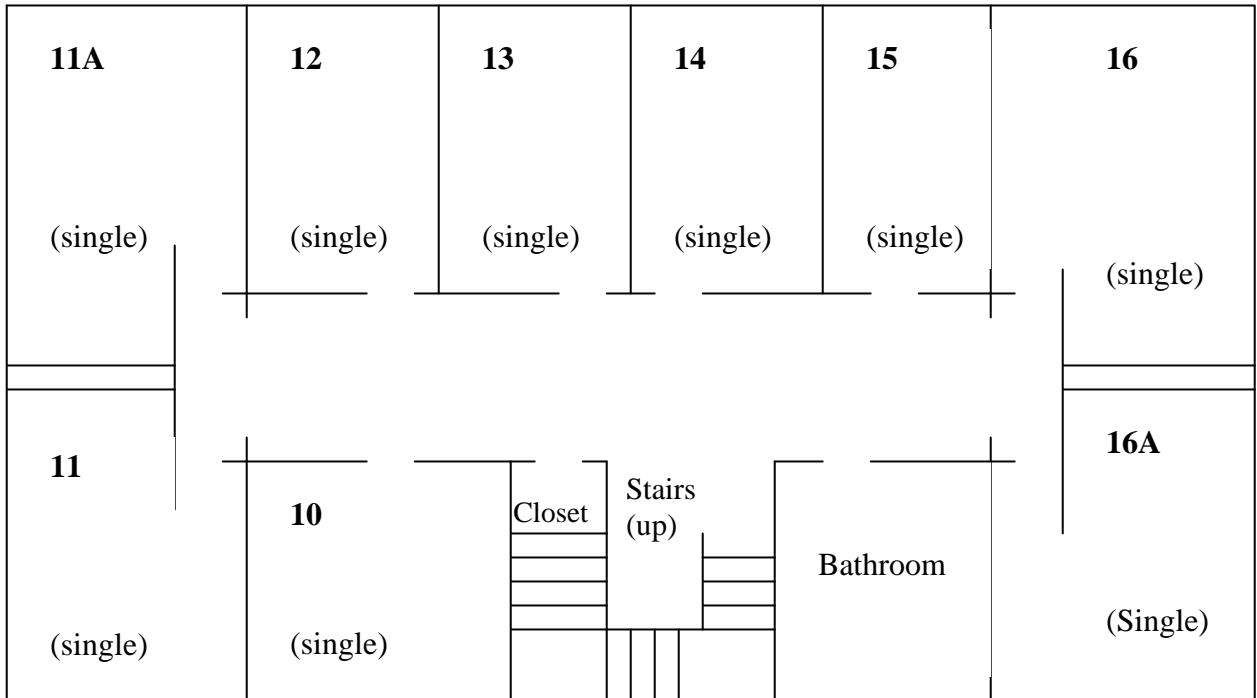 11A
12
13
14
15
16
(single)
(single)
(single)
(single)
(single)
(single)
11
10
Closet
Stairs
(up)
Bathroom
16A
(single)
(single)
(Single)